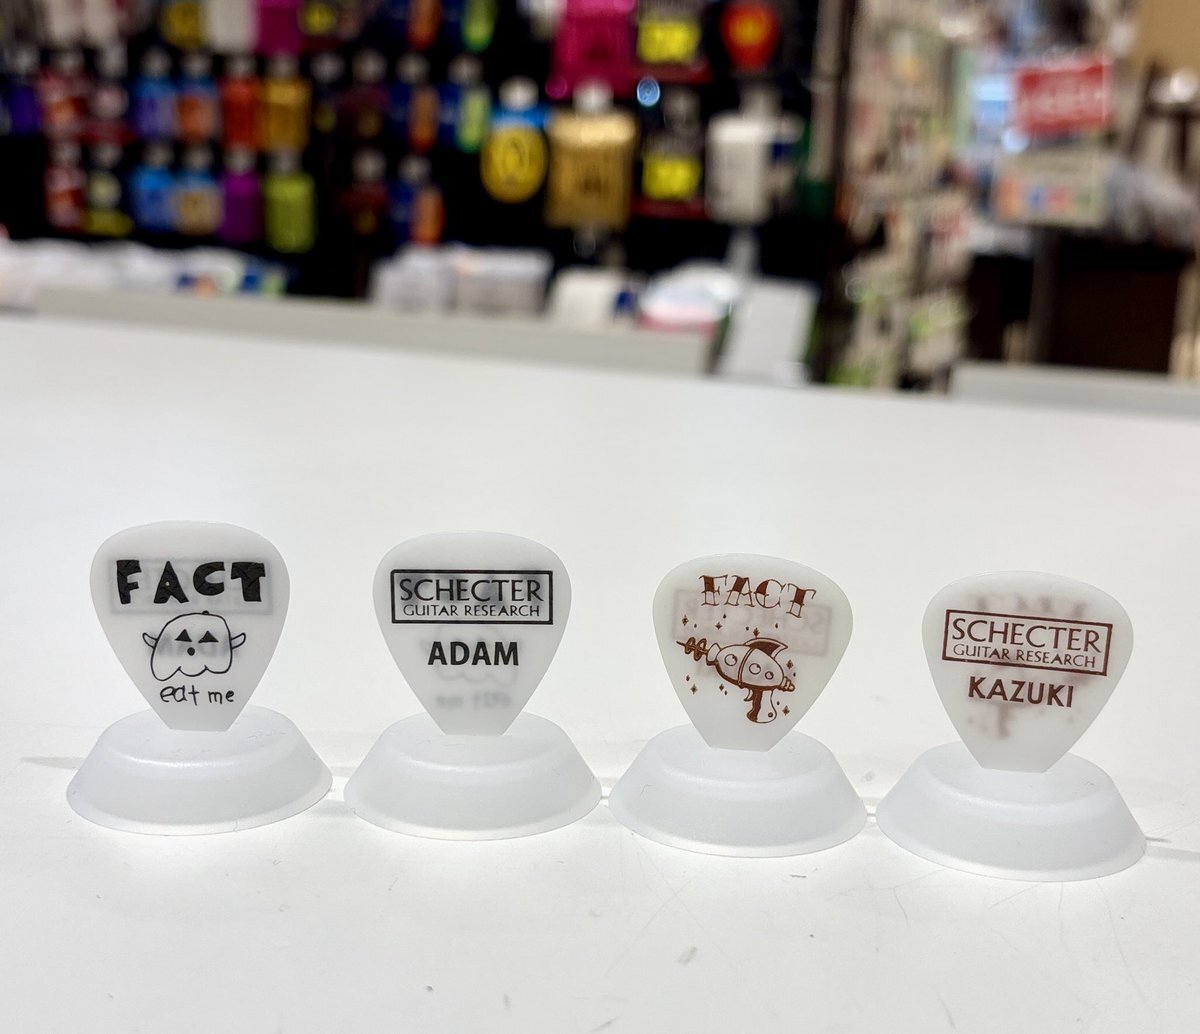 FACT
eat me
SCHECTER
GUITAR RESEARCH
ADAM
FACT
SCHECTER
GUITAR RESEARCH
KAZUKI